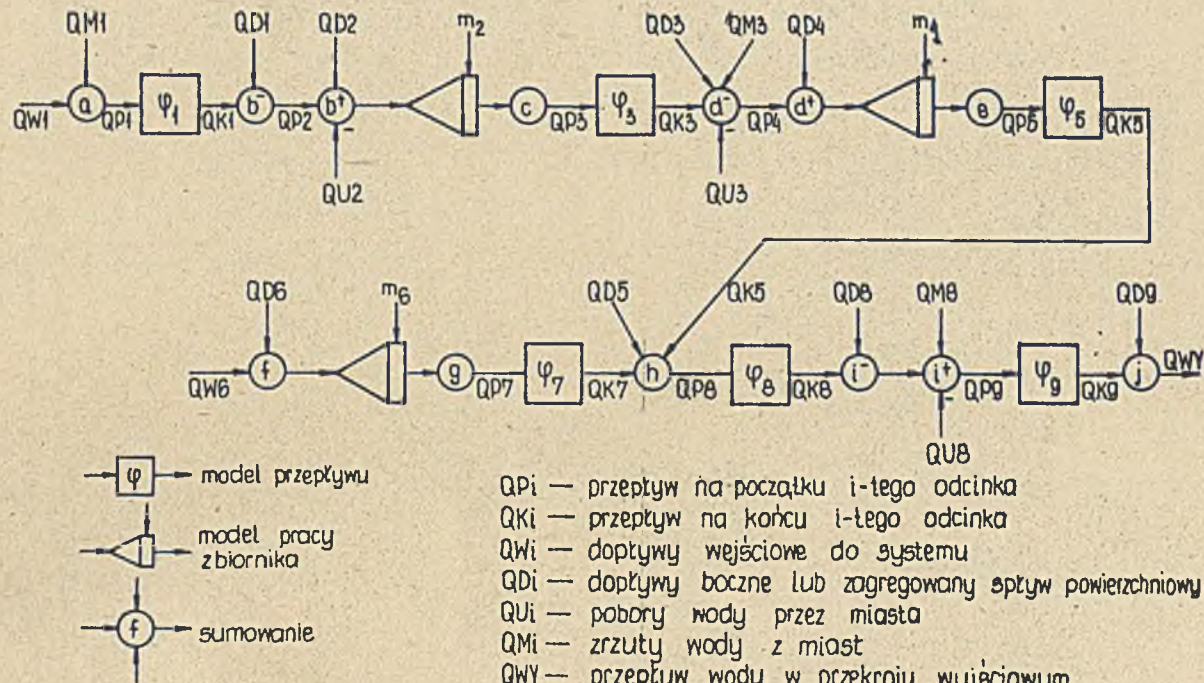 QM1 QD1 QD2 m₂ QD3 QM3 QD4 m₄
a φ₁ b⁻ b⁺ c φ₃ d⁻ d⁺ e φ₅
QW1 QP1 QK1 QP2 QP3 QK3 QP4 QP5 QK5
QU2 QU3
QD6 m₆ QD5 QK5 QD8 QM8 QD9
f g φ₇ h φ₈ i⁻ i⁺ φ₉ j QWY
QW6 QP7 QK7 QP8 QK8 QP9 QK9
QU8
φ model przepływu
model pracy
zbiornika
f sumowanie
QPi — przepływ na początku i-tego odcinka
QKi — przepływ na końcu i-tego odcinka
QWi — dopływy wejściowe do systemu
QDi — dopływy boczne lub zagregowany spływ powierzchniowy
QUi — pobory wody przez miasta
QMi — zrzuty wody z miast
QWY — przepływ wody w przekroju wyjściowym